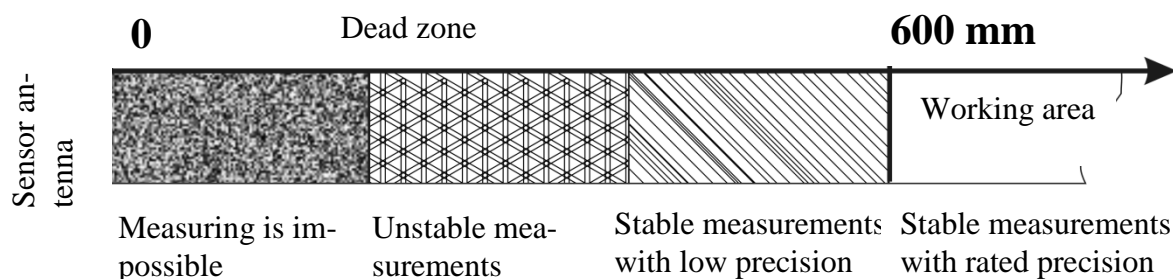 0
Dead zone
600 mm
Sensor an-
tenna
Working area
Measuring is im-
possible
Unstable mea-
surements
Stable measurements
with low precision
Stable measurements
with rated precision